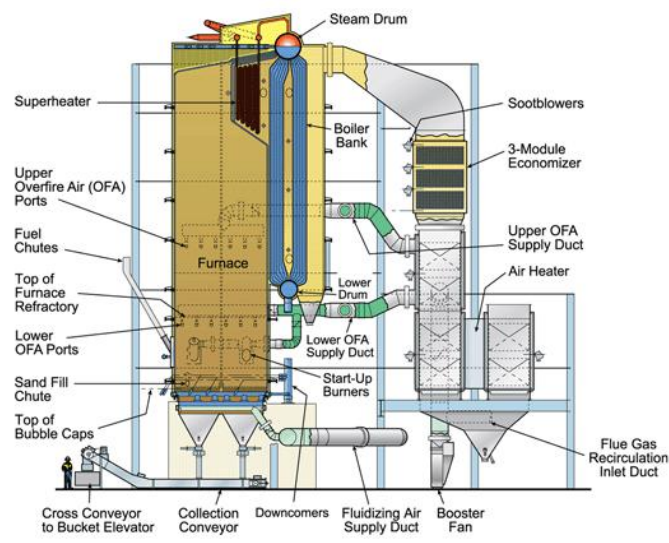 Steam Drum
Superheater
Boiler
Bank
Sootblowers
3-Module
Economizer
Upper
Overfire Air (OFA)
Ports
Fuel
Chutes
Furnace
Upper OFA
Supply Duct
Top of
Furnace
Refractory
Lower
Drum
Air Heater
Lower
OFA Ports
Lower OFA
Supply Duct
Sand Fill
Chute
Start-Up
Burners
Top of
Bubble Caps
Flue Gas
Recirculation
Inlet Duct
Cross Conveyor
to Bucket Elevator
Collection
Conveyor
Downcomers
Fluidizing Air
Supply Duct
Booster
Fan